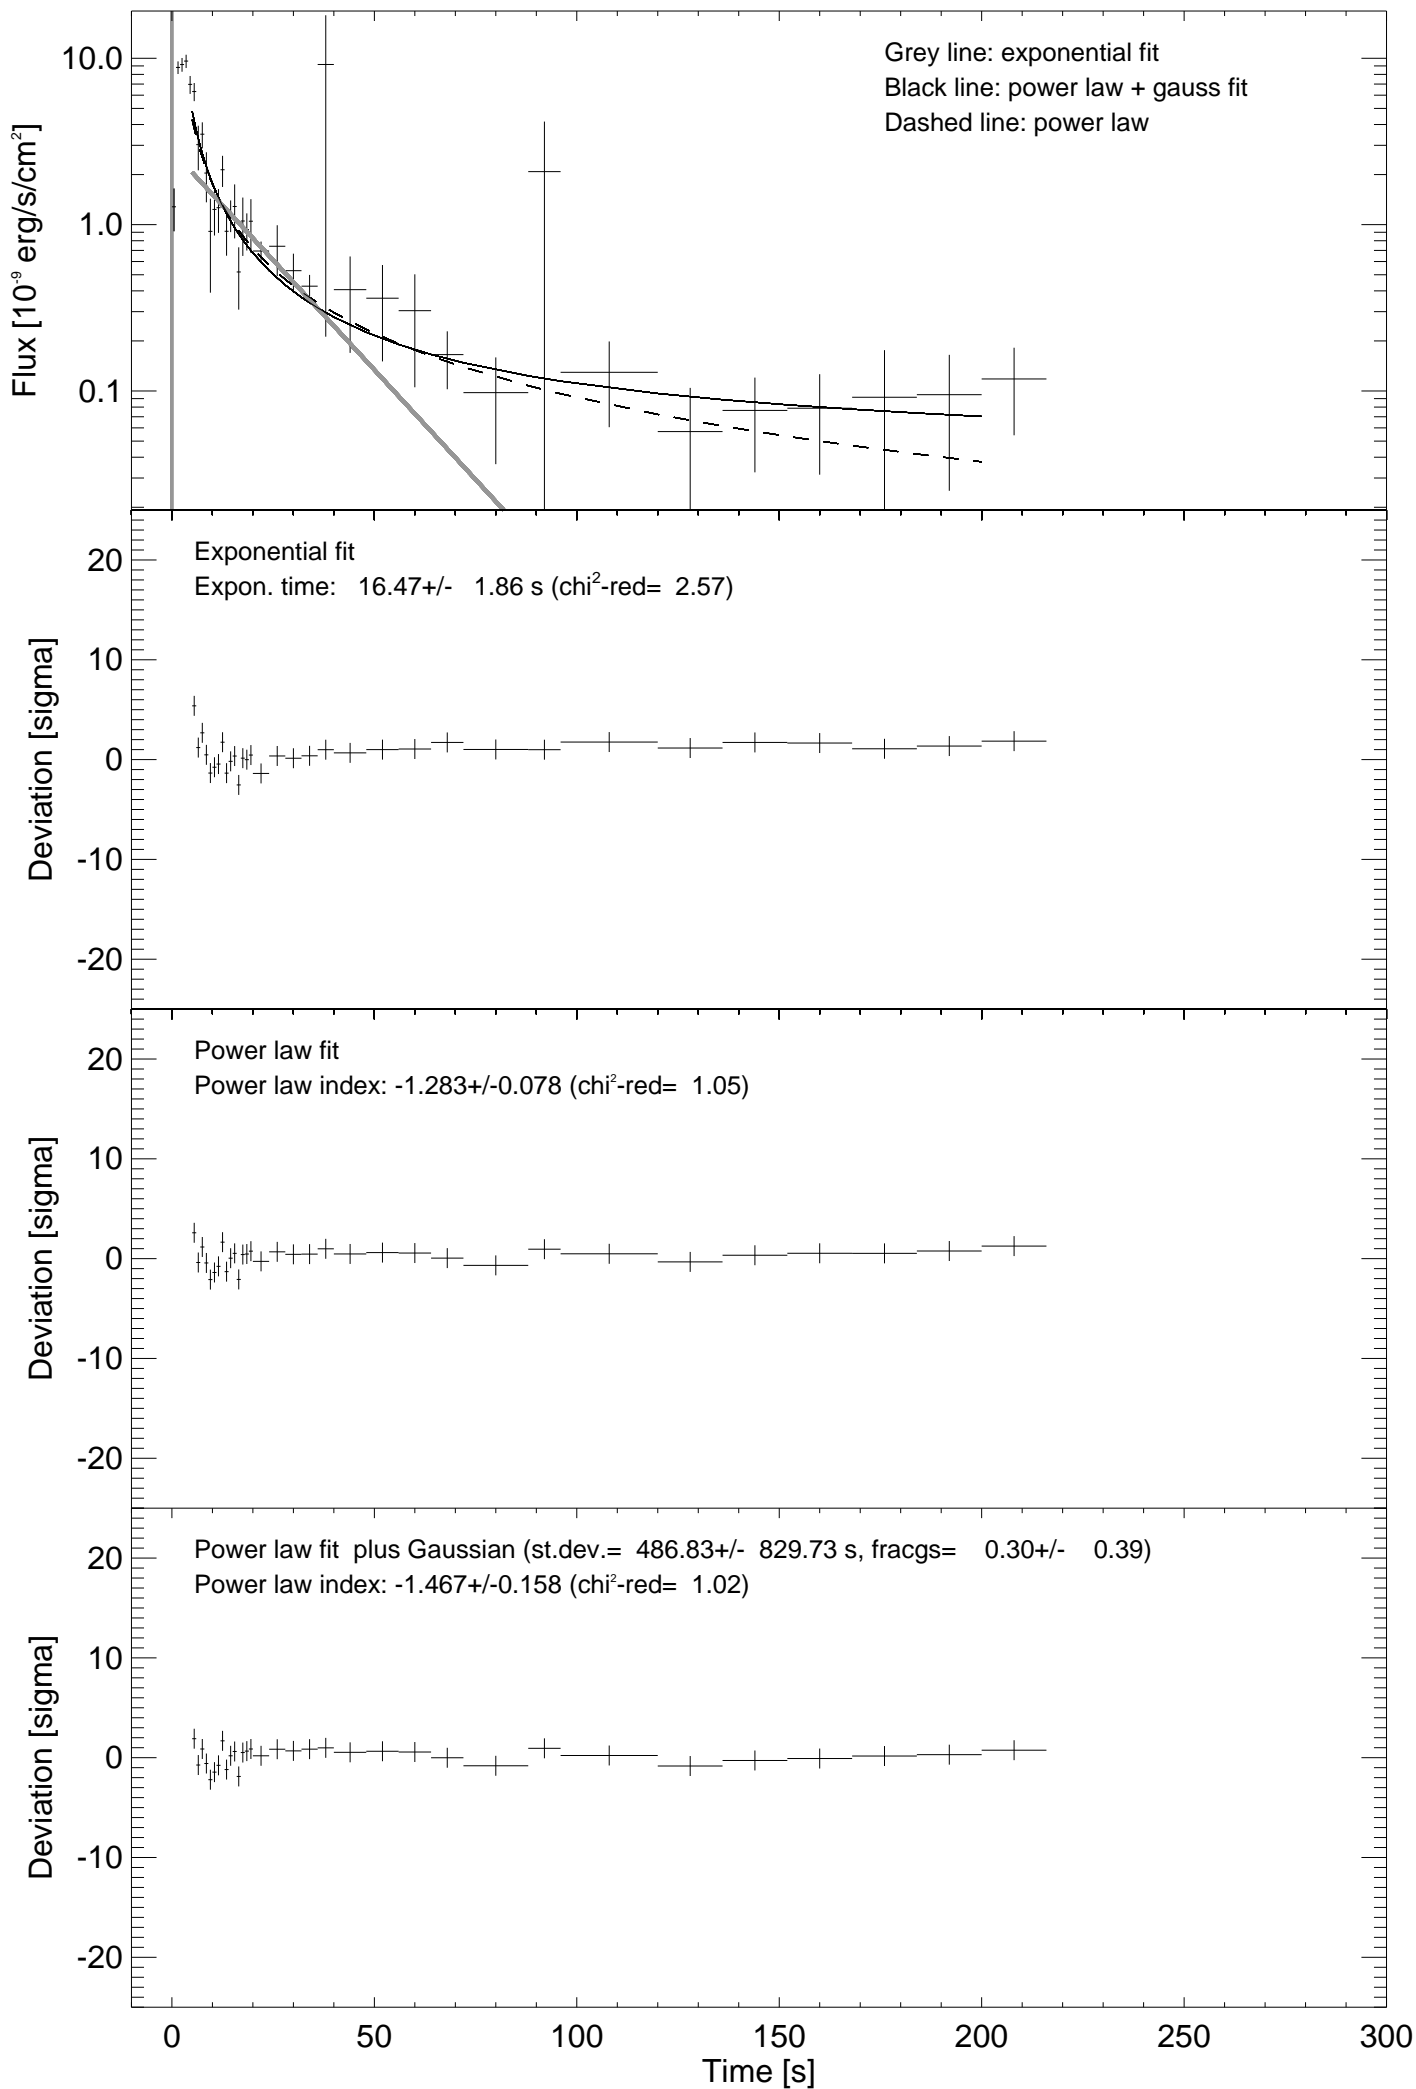 Grey line: exponential fit
Black line: power law + gauss fit
Dashed line: power law
10.0
1.0
0.1
Flux [10⁻⁹ erg/s/cm²]
Exponential fit
Expon. time: 16.47+/- 1.86 s (chi²-red= 2.57)
20
10
0
-10
-20
Deviation [sigma]
Power law fit
Power law index: -1.283+/-0.078 (chi²-red= 1.05)
20
10
0
-10
-20
Deviation [sigma]
Power law fit plus Gaussian (st.dev.= 486.83+/- 829.73 s, fracgs= 0.30+/- 0.39)
Power law index: -1.467+/-0.158 (chi²-red= 1.02)
20
10
0
-10
-20
Deviation [sigma]
0 50 100 150 200 250 300
Time [s]